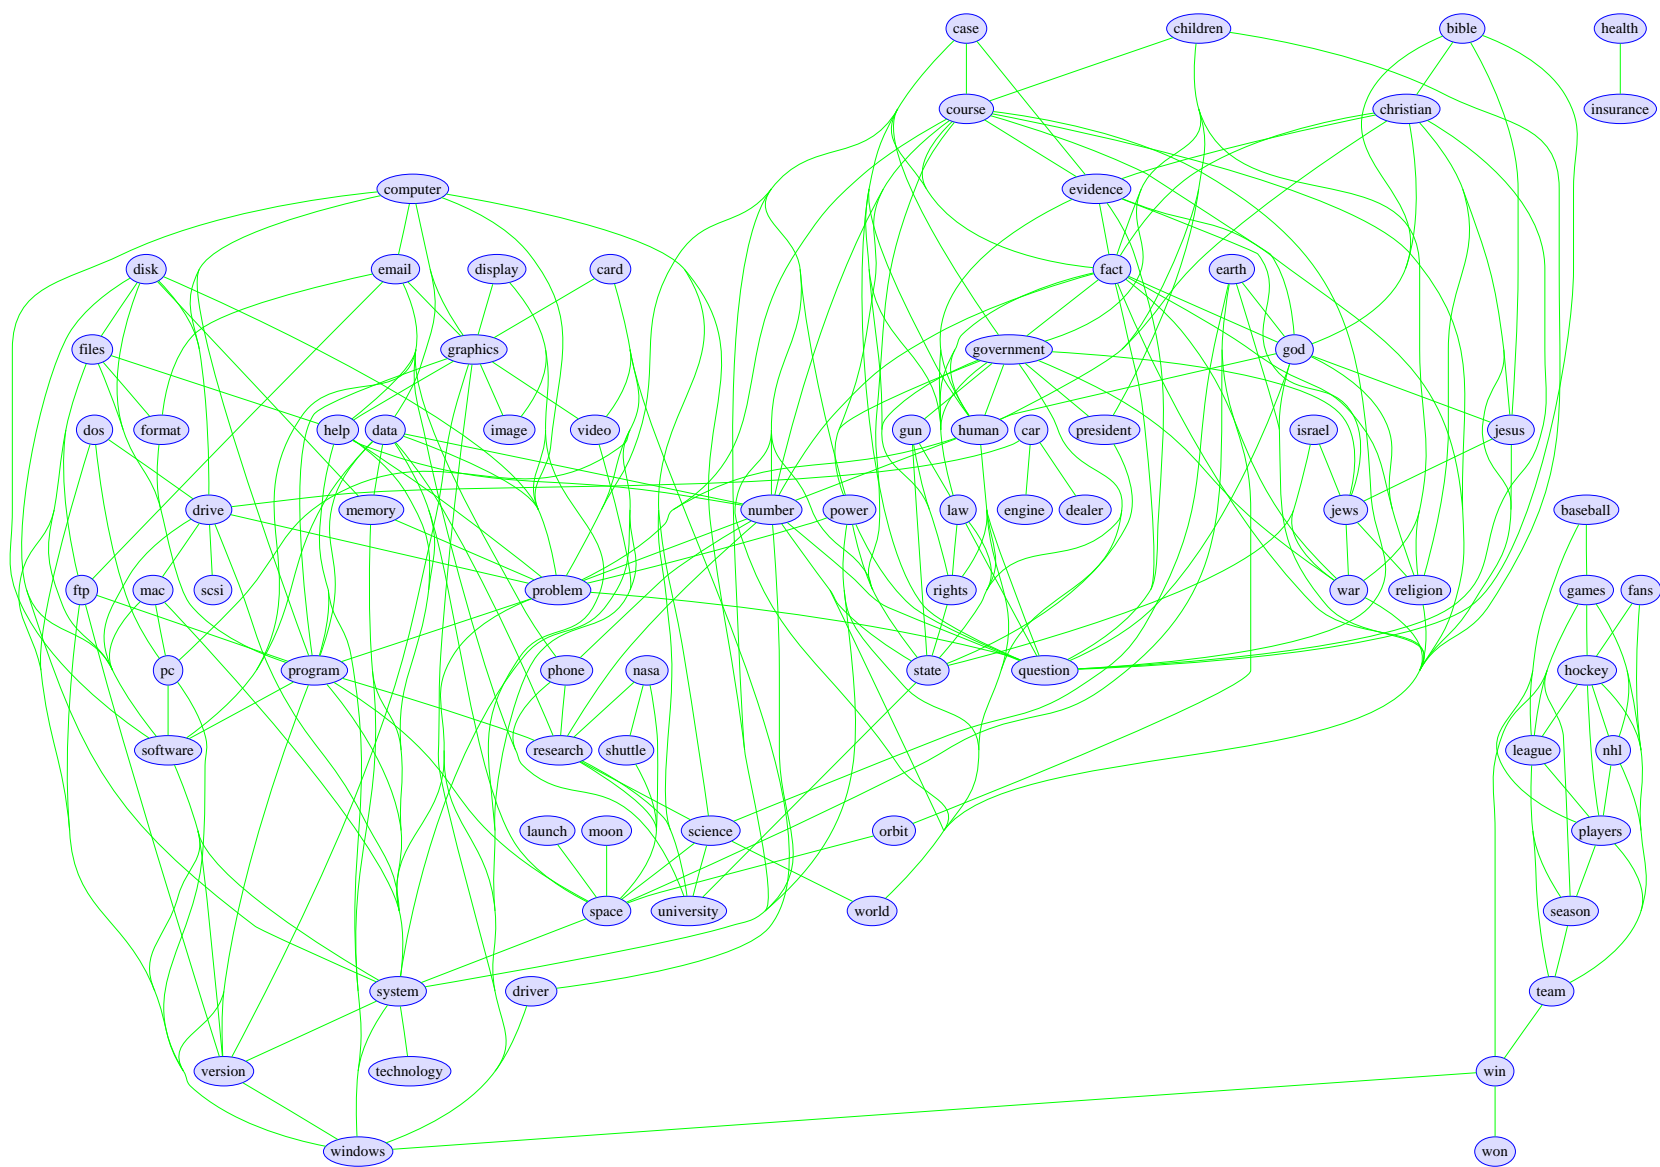 case
children
bible
health
course
christian
insurance
computer
evidence
disk
email
display
card
fact
earth
files
graphics
government
god
dos
format
help
data
image
video
gun
human
car
president
israel
jesus
drive
memory
number
power
law
engine
dealer
jews
baseball
ftp
mac
scsi
problem
rights
war
religion
games
fans
pc
program
phone
nasa
state
question
hockey
software
research
shuttle
league
nhl
launch
moon
science
orbit
players
space
university
world
season
system
driver
team
version
technology
win
windows
won